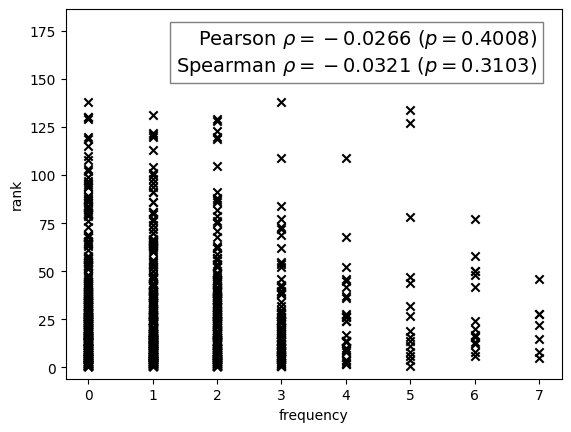 Pearson ρ = −0.0266 (p = 0.4008)
Spearman ρ = −0.0321 (p = 0.3103)
175
150
125
100
75
50
25
0
rank
0 1 2 3 4 5 6 7
frequency